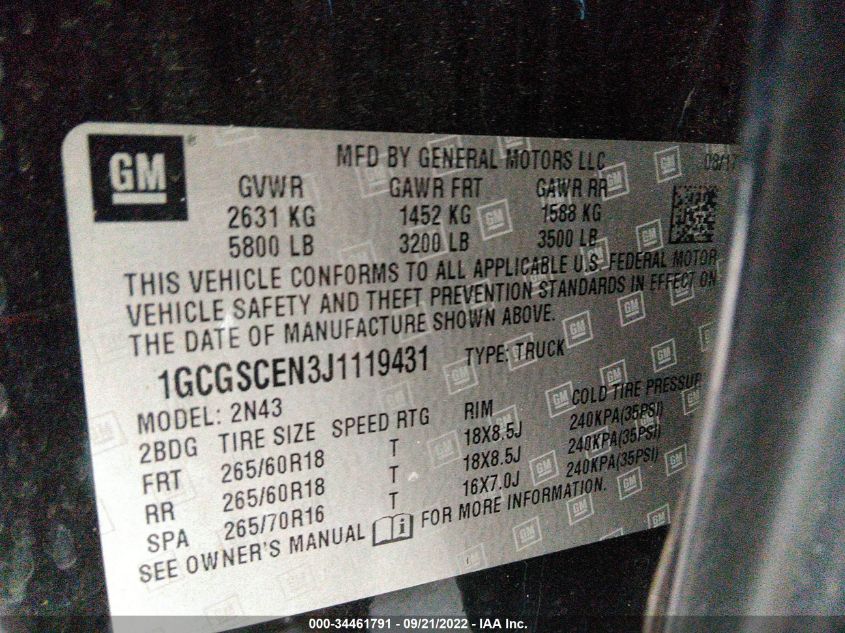 GM
MFD BY GENERAL MOTORS LLC 08/17
GVWR GAWR FRT GAWR RR
2631 KG 1452 KG 1588 KG
5800 LB 3200 LB 3500 LB
THIS VEHICLE CONFORMS TO ALL APPLICABLE U.S. FEDERAL MOTOR
VEHICLE SAFETY AND THEFT PREVENTION STANDARDS IN EFFECT ON
THE DATE OF MANUFACTURE SHOWN ABOVE.
1GCGSCEN3J1119431 TYPE: TRUCK
MODEL: 2N43
2BDG TIRE SIZE SPEED RTG RIM COLD TIRE PRESSUR
FRT 265/60R18 T 18X8.5J 240KPA(35PSI)
RR 265/60R18 T 18X8.5J 240KPA(35PSI)
SPA 265/70R16 T 16X7.0J 240KPA(35PSI)
SEE OWNER'S MANUAL FOR MORE INFORMATION.
000-34461791 - 09/21/2022 - IAA Inc.